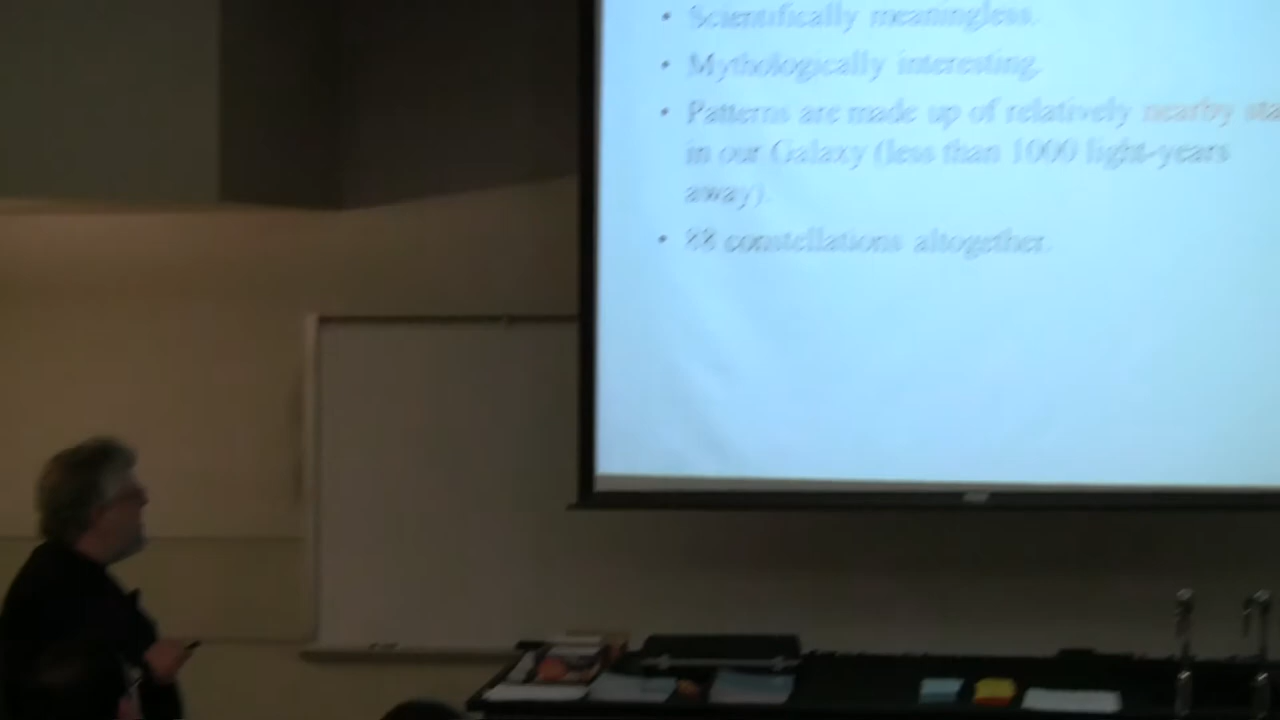 • Scientifically meaningless.
• Mythologically interesting.
• Patterns are made up of relatively nearby sta
in our Galaxy (less than 1000 light-years
away).
• 88 constellations altogether.